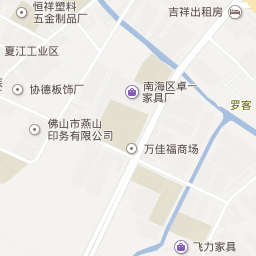 恒祥塑料
五金制品厂
吉祥出租房
夏江工业区
协德板饰厂
南海区卓一
家具厂
罗客
佛山市燕山
印务有限公司
万佳福商场
飞力家具